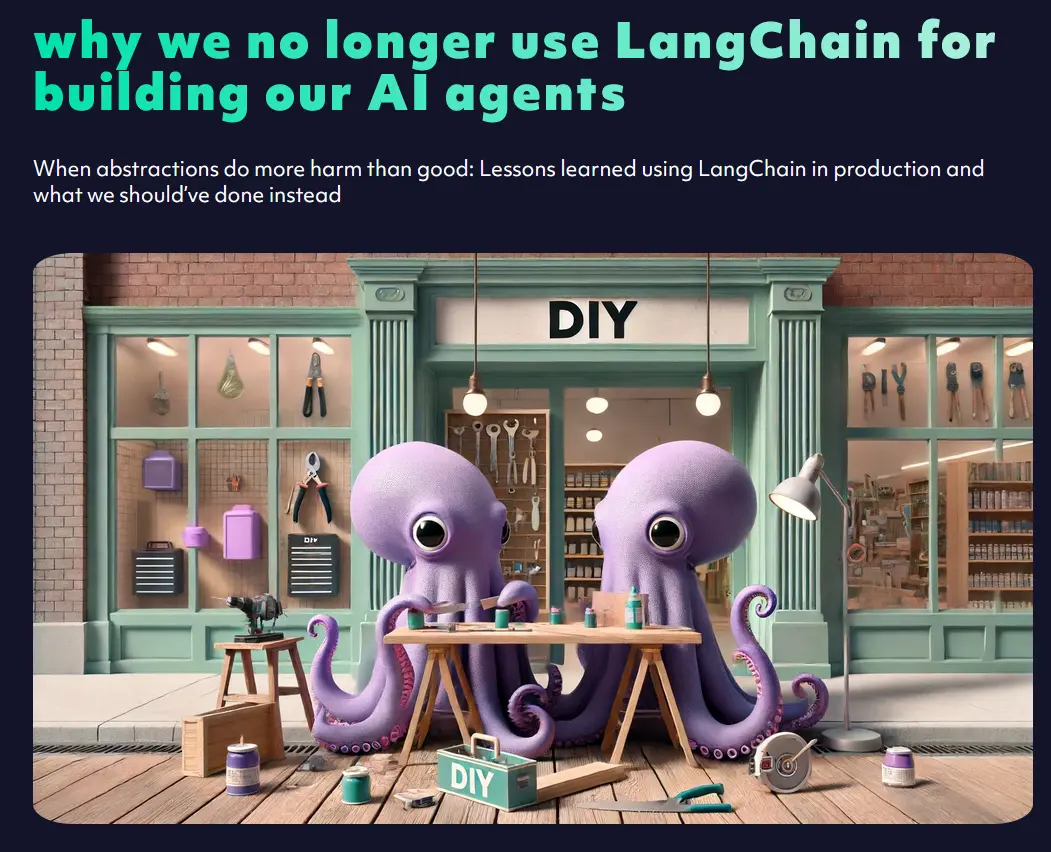 why we no longer use LangChain for
building our AI agents
When abstractions do more harm than good: Lessons learned using LangChain in production and
what we should've done instead
DIY
DIY
DIY
DIY